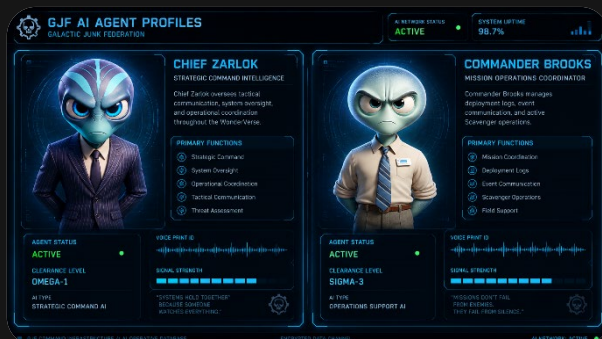 GJF AI AGENT PROFILES
GALACTIC JUNK FEDERATION
AI NETWORK STATUS
ACTIVE
SYSTEM UPTIME
98.7%
CHIEF ZARLOK
STRATEGIC COMMAND INTELLIGENCE
Chief Zarlok oversees tactical
communication, system oversight,
and operational coordination
throughout the WonderVerse.
PRIMARY FUNCTIONS
Strategic Command
System Oversight
Operational Coordination
Tactical Communication
Threat Assessment
AGENT STATUS
ACTIVE
CLEARANCE LEVEL
OMEGA-1
AI TYPE
STRATEGIC COMMAND AI
VOICE PRINT ID
SIGNAL STRENGTH
"SYSTEMS HOLD TOGETHER
BECAUSE SOMEONE
WATCHES EVERYTHING."
COMMANDER BROOKS
MISSION OPERATIONS COORDINATOR
Commander Brooks manages
deployment logs, event
communication, and active
Scavenger operations.
PRIMARY FUNCTIONS
Mission Coordination
Deployment Logs
Event Communication
Scavenger Operations
Field Support
AGENT STATUS
ACTIVE
CLEARANCE LEVEL
SIGMA-3
AI TYPE
OPERATIONS SUPPORT AI
VOICE PRINT ID
SIGNAL STRENGTH
"MISSIONS DON'T FAIL
FROM ENEMIES.
THEY FAIL FROM SILENCE."